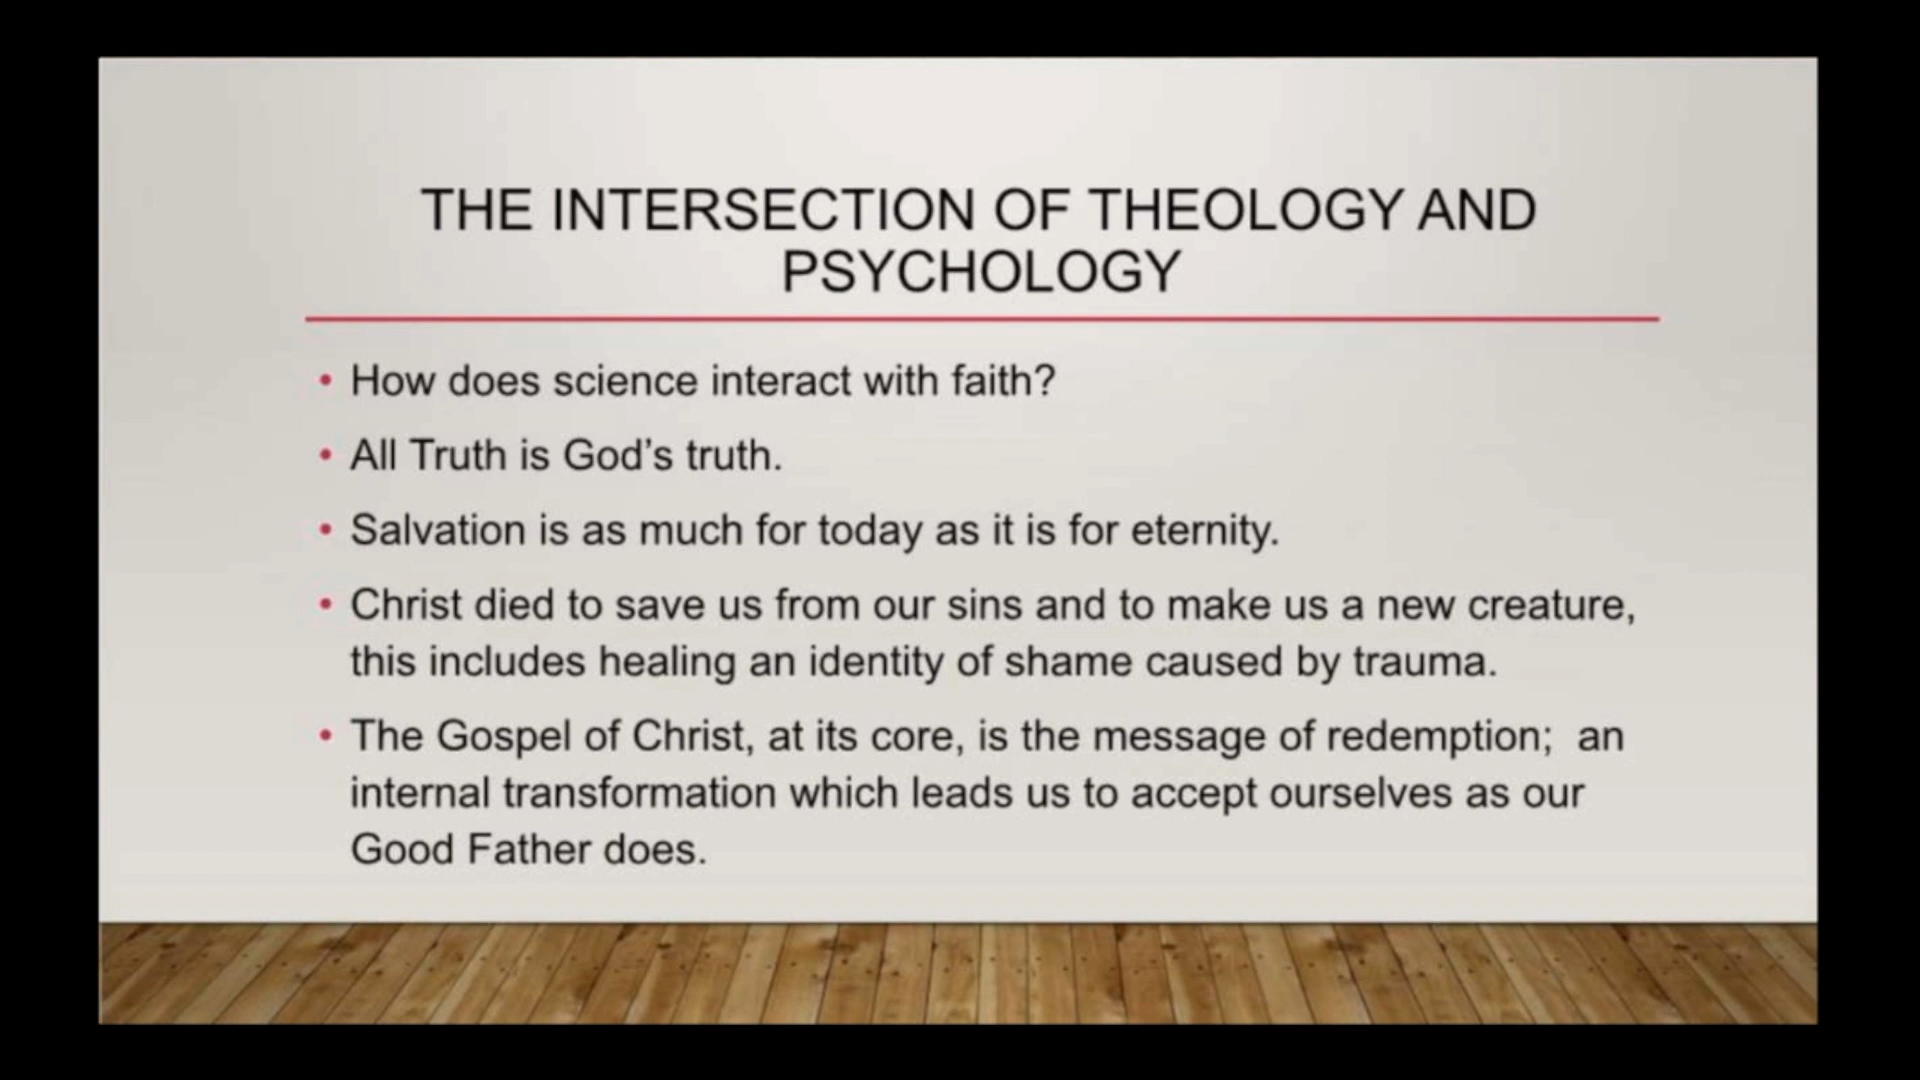 THE INTERSECTION OF THEOLOGY AND
PSYCHOLOGY
• How does science interact with faith?
• All Truth is God’s truth.
• Salvation is as much for today as it is for eternity.
• Christ died to save us from our sins and to make us a new creature,
this includes healing an identity of shame caused by trauma.
• The Gospel of Christ, at its core, is the message of redemption;  an
internal transformation which leads us to accept ourselves as our
Good Father does.